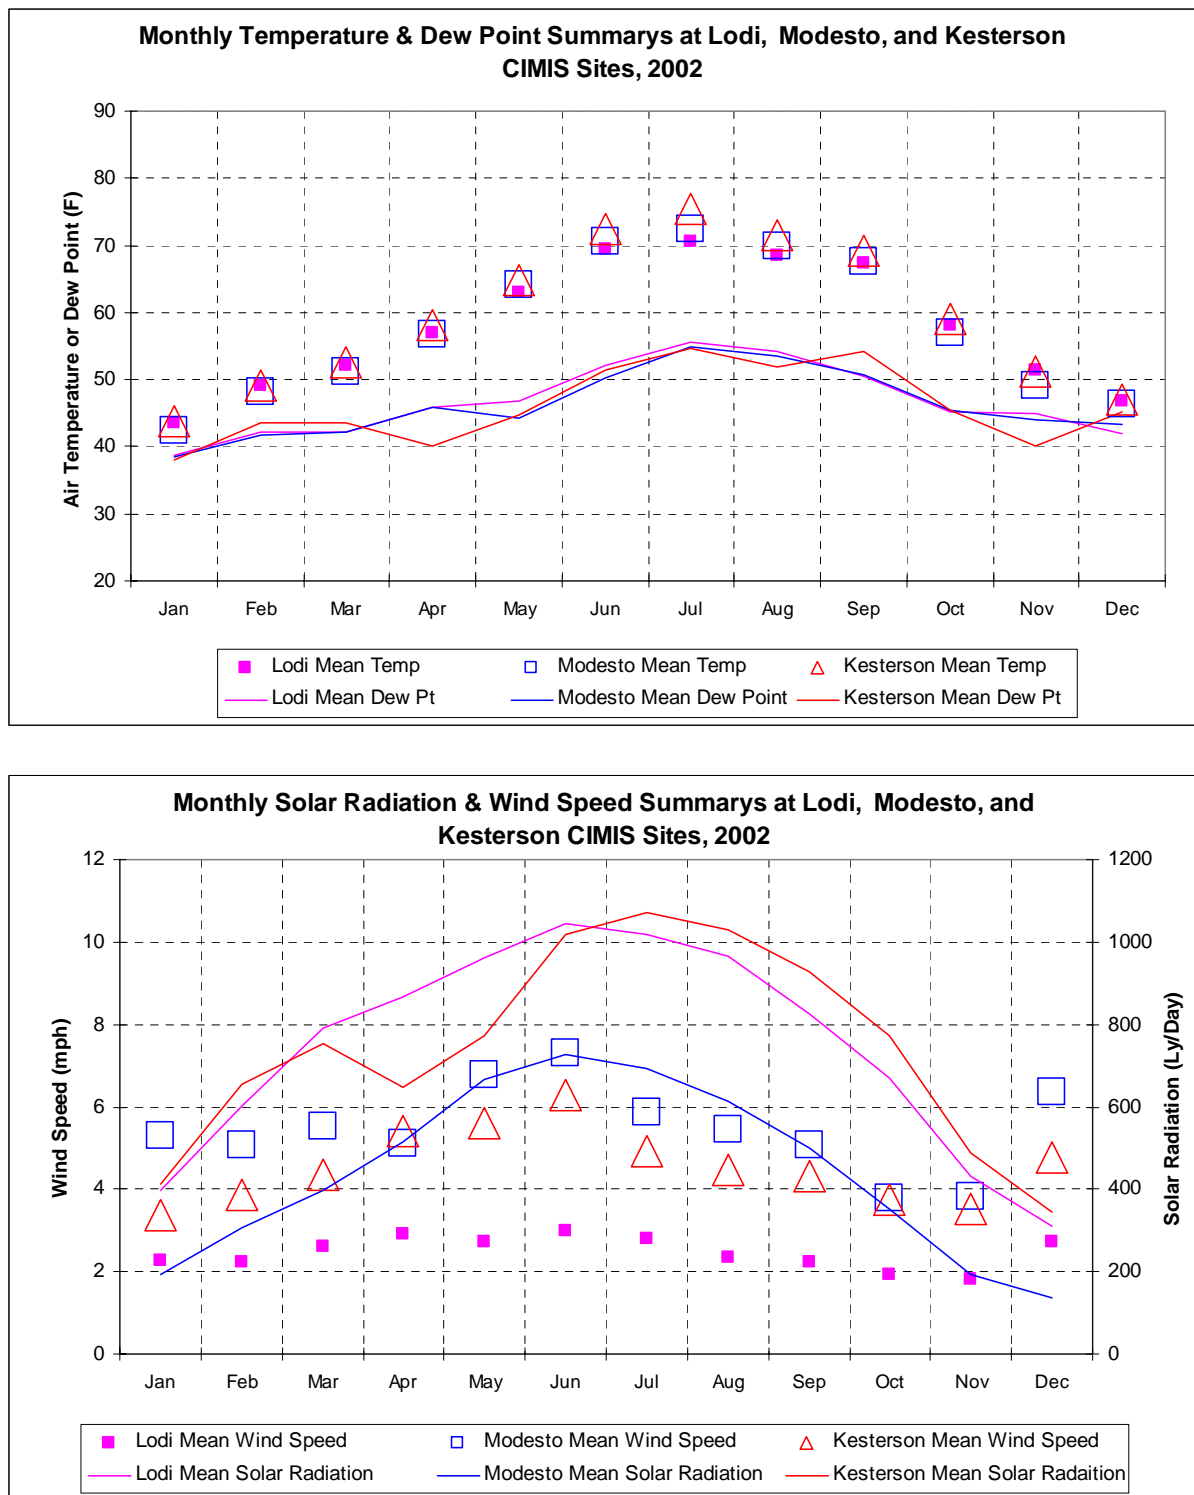 Monthly Temperature & Dew Point Summarys at Lodi, Modesto, and Kesterson
CIMIS Sites, 2002
Air Temperature or Dew Point (F)
90
80
70
60
50
40
30
20
Jan Feb Mar Apr May Jun Jul Aug Sep Oct Nov Dec
Lodi Mean Temp Modesto Mean Temp Kesterson Mean Temp
Lodi Mean Dew Pt Modesto Mean Dew Point Kesterson Mean Dew Pt
Monthly Solar Radiation & Wind Speed Summarys at Lodi, Modesto, and
Kesterson CIMIS Sites, 2002
Wind Speed (mph)
12 1200
10 1000
8 800
6 600
4 400
2 200
0 0
Solar Radiation (Ly/Day)
Jan Feb Mar Apr May Jun Jul Aug Sep Oct Nov Dec
Lodi Mean Wind Speed Modesto Mean Wind Speed Kesterson Mean Wind Speed
Lodi Mean Solar Radiation Modesto Mean Solar Radiation Kesterson Mean Solar Radaition